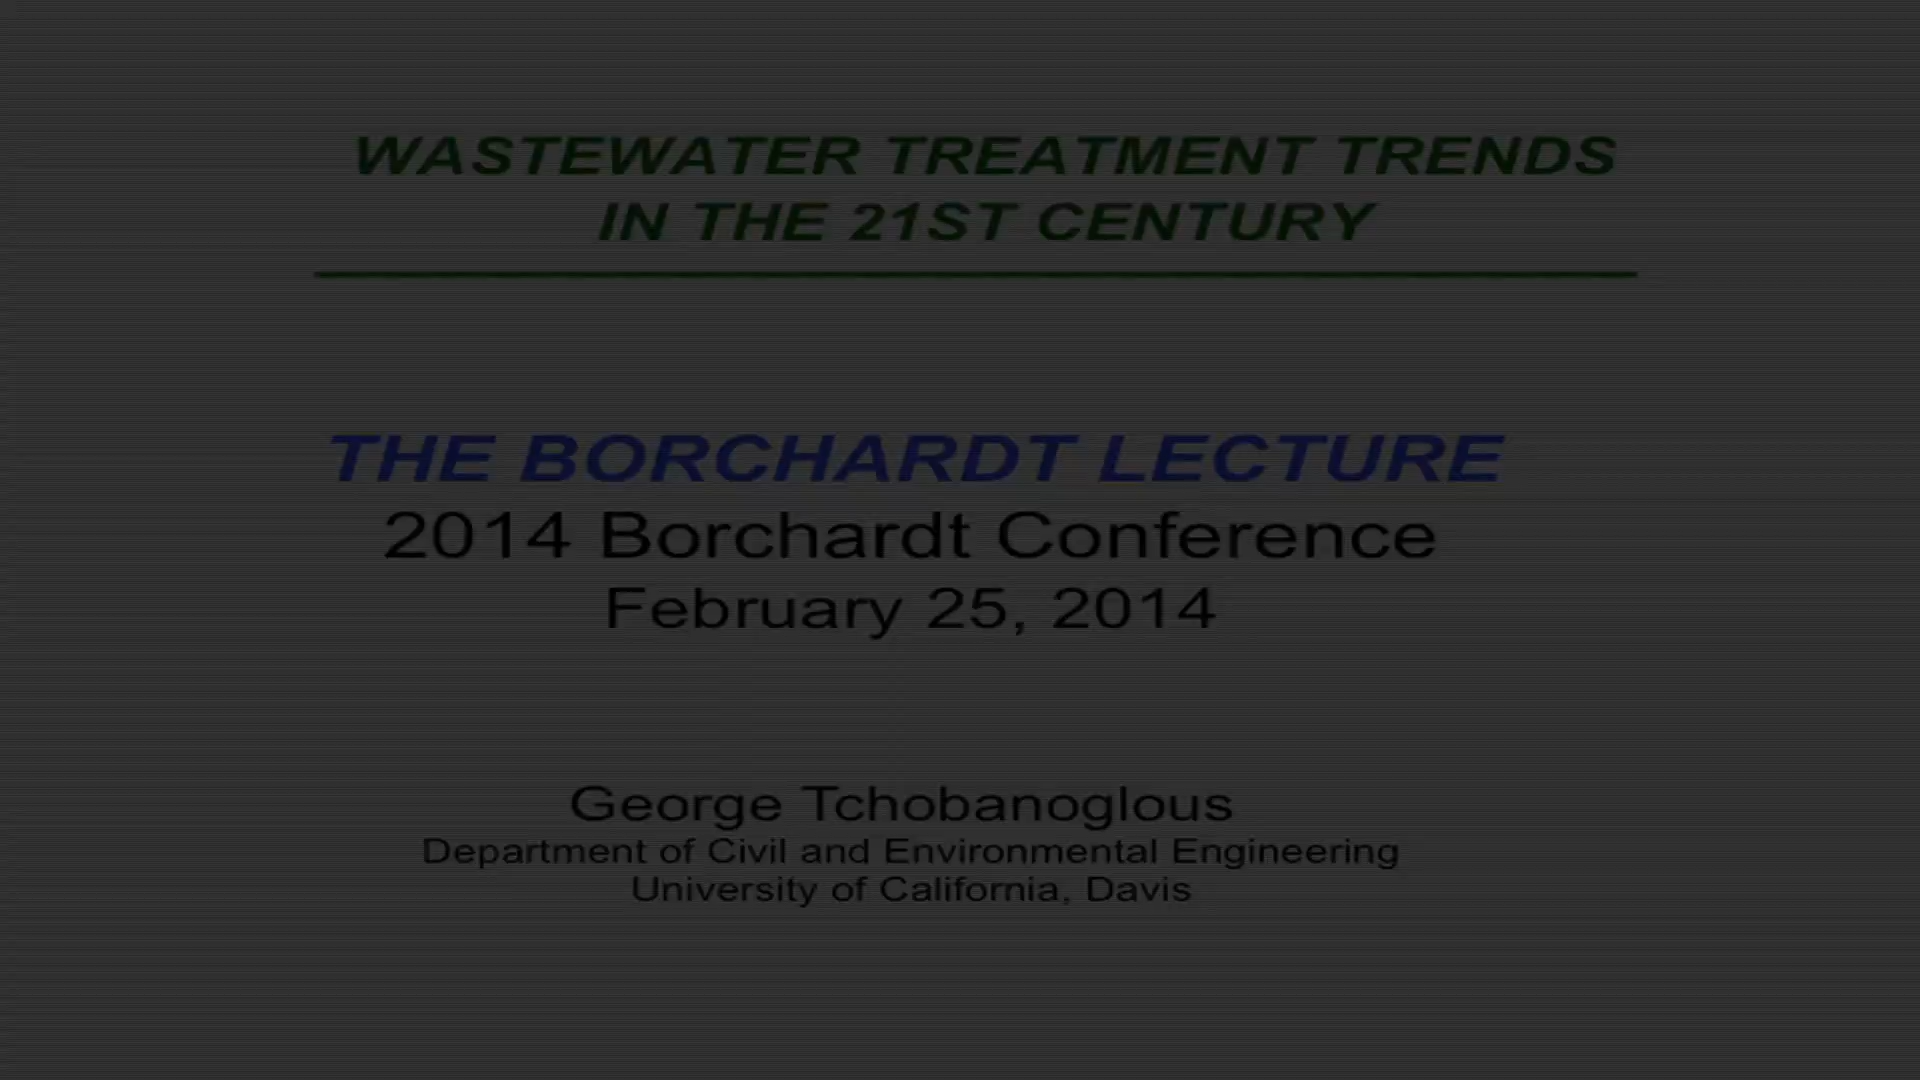 WASTEWATER TREATMENT TRENDS
IN THE 21ST CENTURY
THE BORCHARDT LECTURE
2014 Borchardt Conference
February 25, 2014
George Tchobanoglous
Department of Civil and Environmental Engineering
University of California, Davis